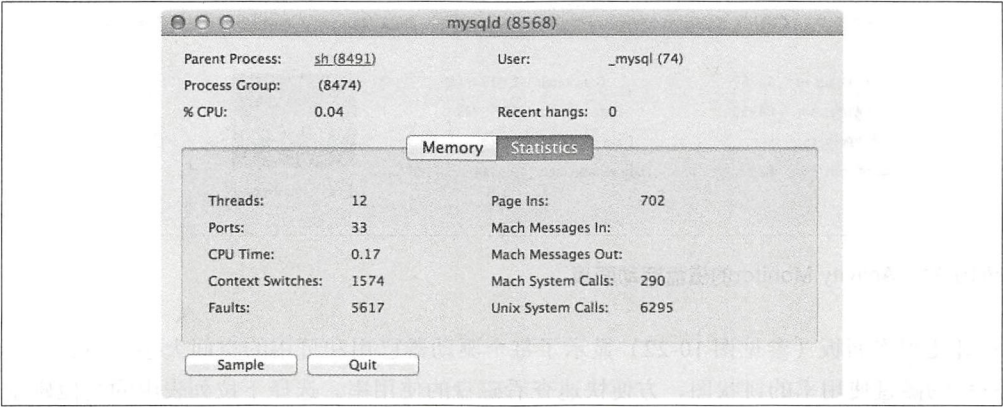 mysqld (8568)
Parent Process: sh (8491) User: _mysql (74)
Process Group: (8474)
% CPU: 0.04 Recent hangs: 0
Memory Statistics
Threads: 12 Page Ins: 702
Ports: 33 Mach Messages In:
CPU Time: 0.17 Mach Messages Out:
Context Switches: 1574 Mach System Calls: 290
Faults: 5617 Unix System Calls: 6295
Sample Quit